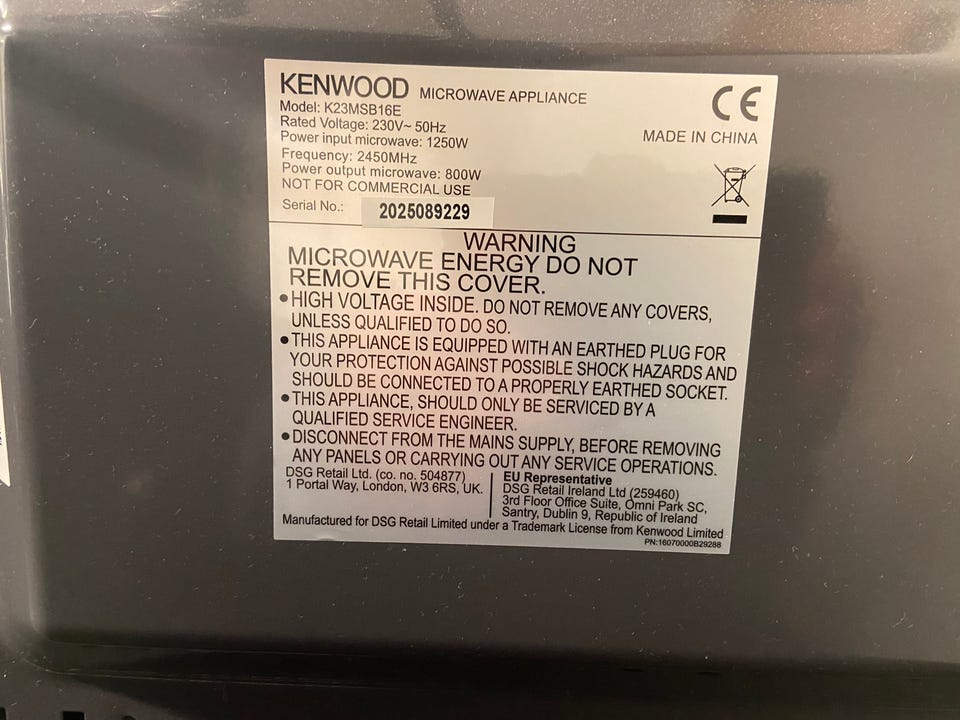 KENWOOD MICROWAVE APPLIANCE
Model: K23MSB16E
Rated Voltage: 230V~ 50Hz
Power input microwave: 1250W
Frequency: 2450MHz
Power output microwave: 800W
NOT FOR COMMERCIAL USE
Serial No.: 2025089229
CE
MADE IN CHINA
WARNING
MICROWAVE ENERGY DO NOT
REMOVE THIS COVER.
•HIGH VOLTAGE INSIDE. DO NOT REMOVE ANY COVERS,
UNLESS QUALIFIED TO DO SO.
•THIS APPLIANCE IS EQUIPPED WITH AN EARTHED PLUG FOR
YOUR PROTECTION AGAINST POSSIBLE SHOCK HAZARDS AND
SHOULD BE CONNECTED TO A PROPERLY EARTHED SOCKET.
•THIS APPLIANCE, SHOULD ONLY BE SERVICED BY A
QUALIFIED SERVICE ENGINEER.
•DISCONNECT FROM THE MAINS SUPPLY, BEFORE REMOVING
ANY PANELS OR CARRYING OUT ANY SERVICE OPERATIONS.
DSG Retail Ltd. (co. no. 504877)
1 Portal Way, London, W3 6RS, UK.
EU Representative
DSG Retail Ireland Ltd (259460)
3rd Floor Office Suite, Omni Park SC,
Santry, Dublin 9, Republic of Ireland
Manufactured for DSG Retail Limited under a Trademark License from Kenwood Limited
PN:16070000B29288